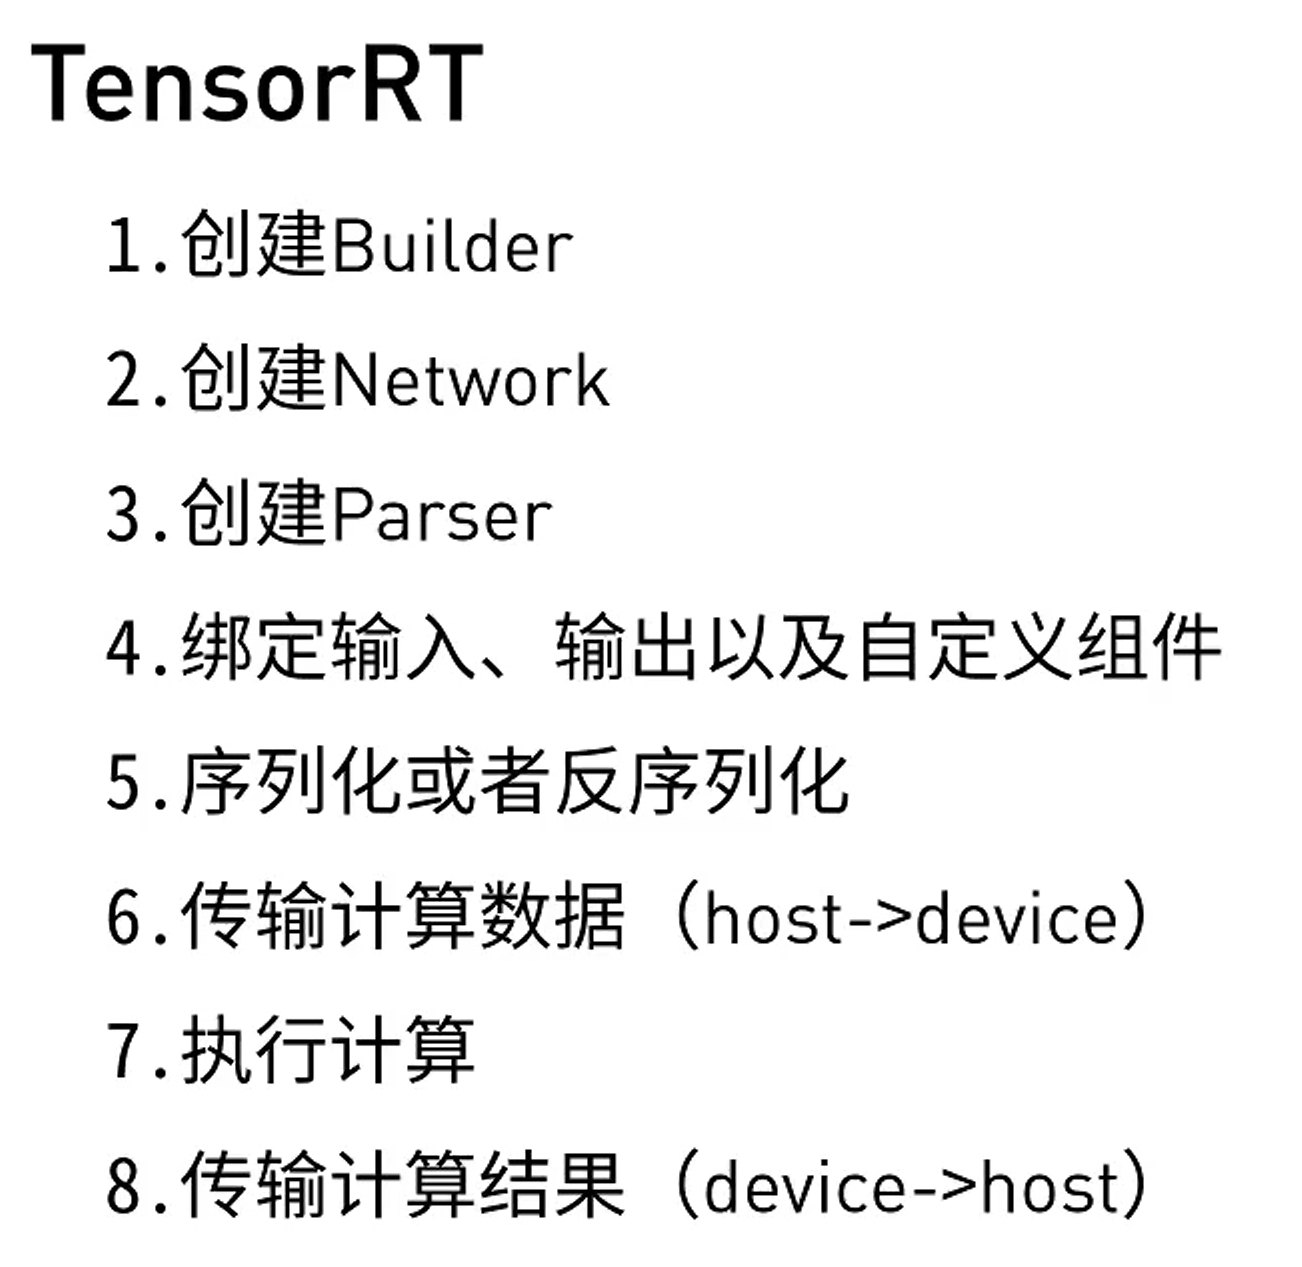 TensorRT
1.创建Builder
2.创建Network
3.创建Parser
4.绑定输入、输出以及自定义组件
5.序列化或者反序列化
6.传输计算数据（host->device）
7.执行计算
8.传输计算结果（device->host）